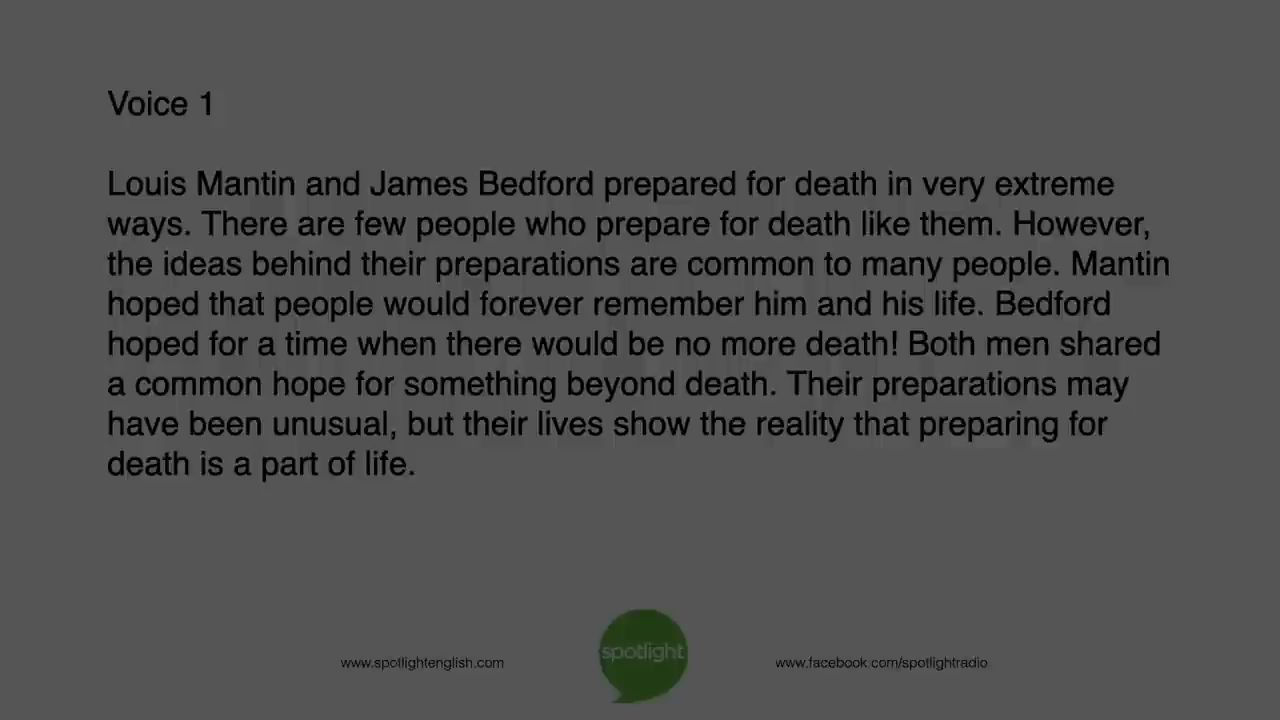 Voice 1
Louis Mantin and James Bedford prepared for death in very extreme
ways. There are few people who prepare for death like them. However,
the ideas behind their preparations are common to many people. Mantin
hoped that people would forever remember him and his life. Bedford
hoped for a time when there would be no more death! Both men shared
a common hope for something beyond death. Their preparations may
have been unusual, but their lives show the reality that preparing for
death is a part of life.
www.spotlightenglish.com
spotlight
www.facebook.com/spotlightradio